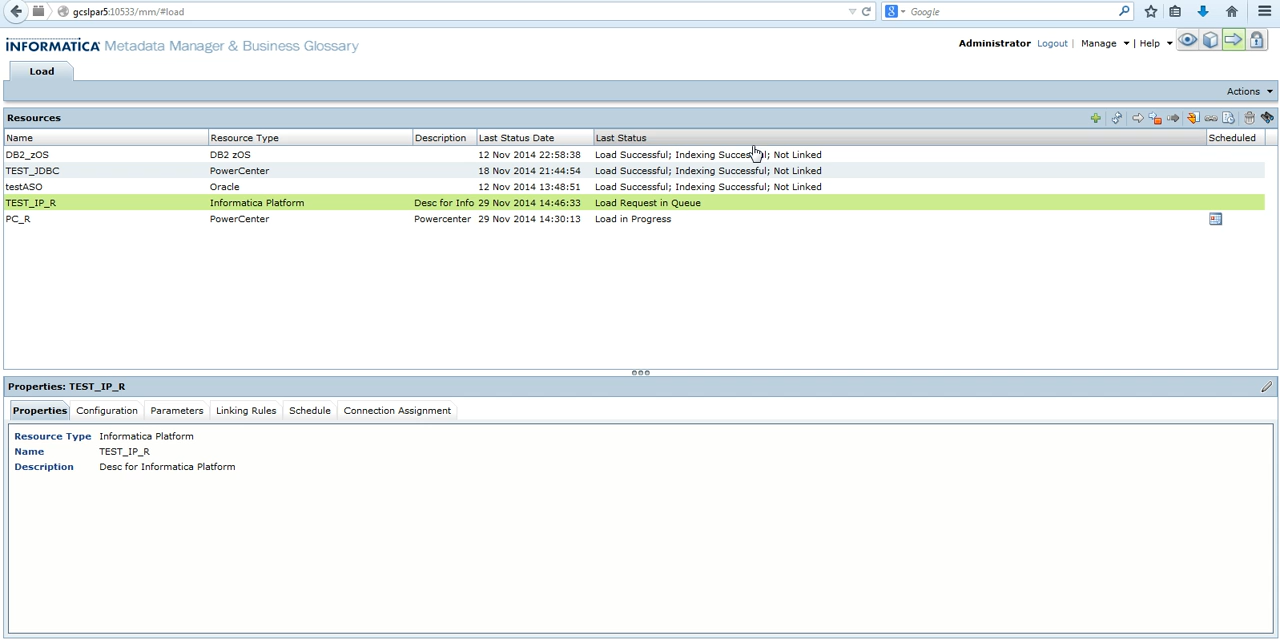 gcslpar5:10533/mm/#load
8 Google
INFORMATICA Metadata Manager & Business Glossary
Administrator Logout | Manage | Help
Load
Actions
Resources
Name Resource Type Description Last Status Date Last Status Scheduled
DB2_zOS DB2 zOS 12 Nov 2014 22:58:38 Load Successful; Indexing Successful; Not Linked
TEST_JDBC PowerCenter 18 Nov 2014 21:44:54 Load Successful; Indexing Successful; Not Linked
testASO Oracle 12 Nov 2014 13:48:51 Load Successful; Indexing Successful; Not Linked
TEST_IP_R Informatica Platform Desc for Info 29 Nov 2014 14:46:33 Load Request in Queue
PC_R PowerCenter Powercenter 29 Nov 2014 14:30:13 Load in Progress
Properties: TEST_IP_R
Properties Configuration Parameters Linking Rules Schedule Connection Assignment
Resource Type Informatica Platform
Name TEST_IP_R
Description Desc for Informatica Platform